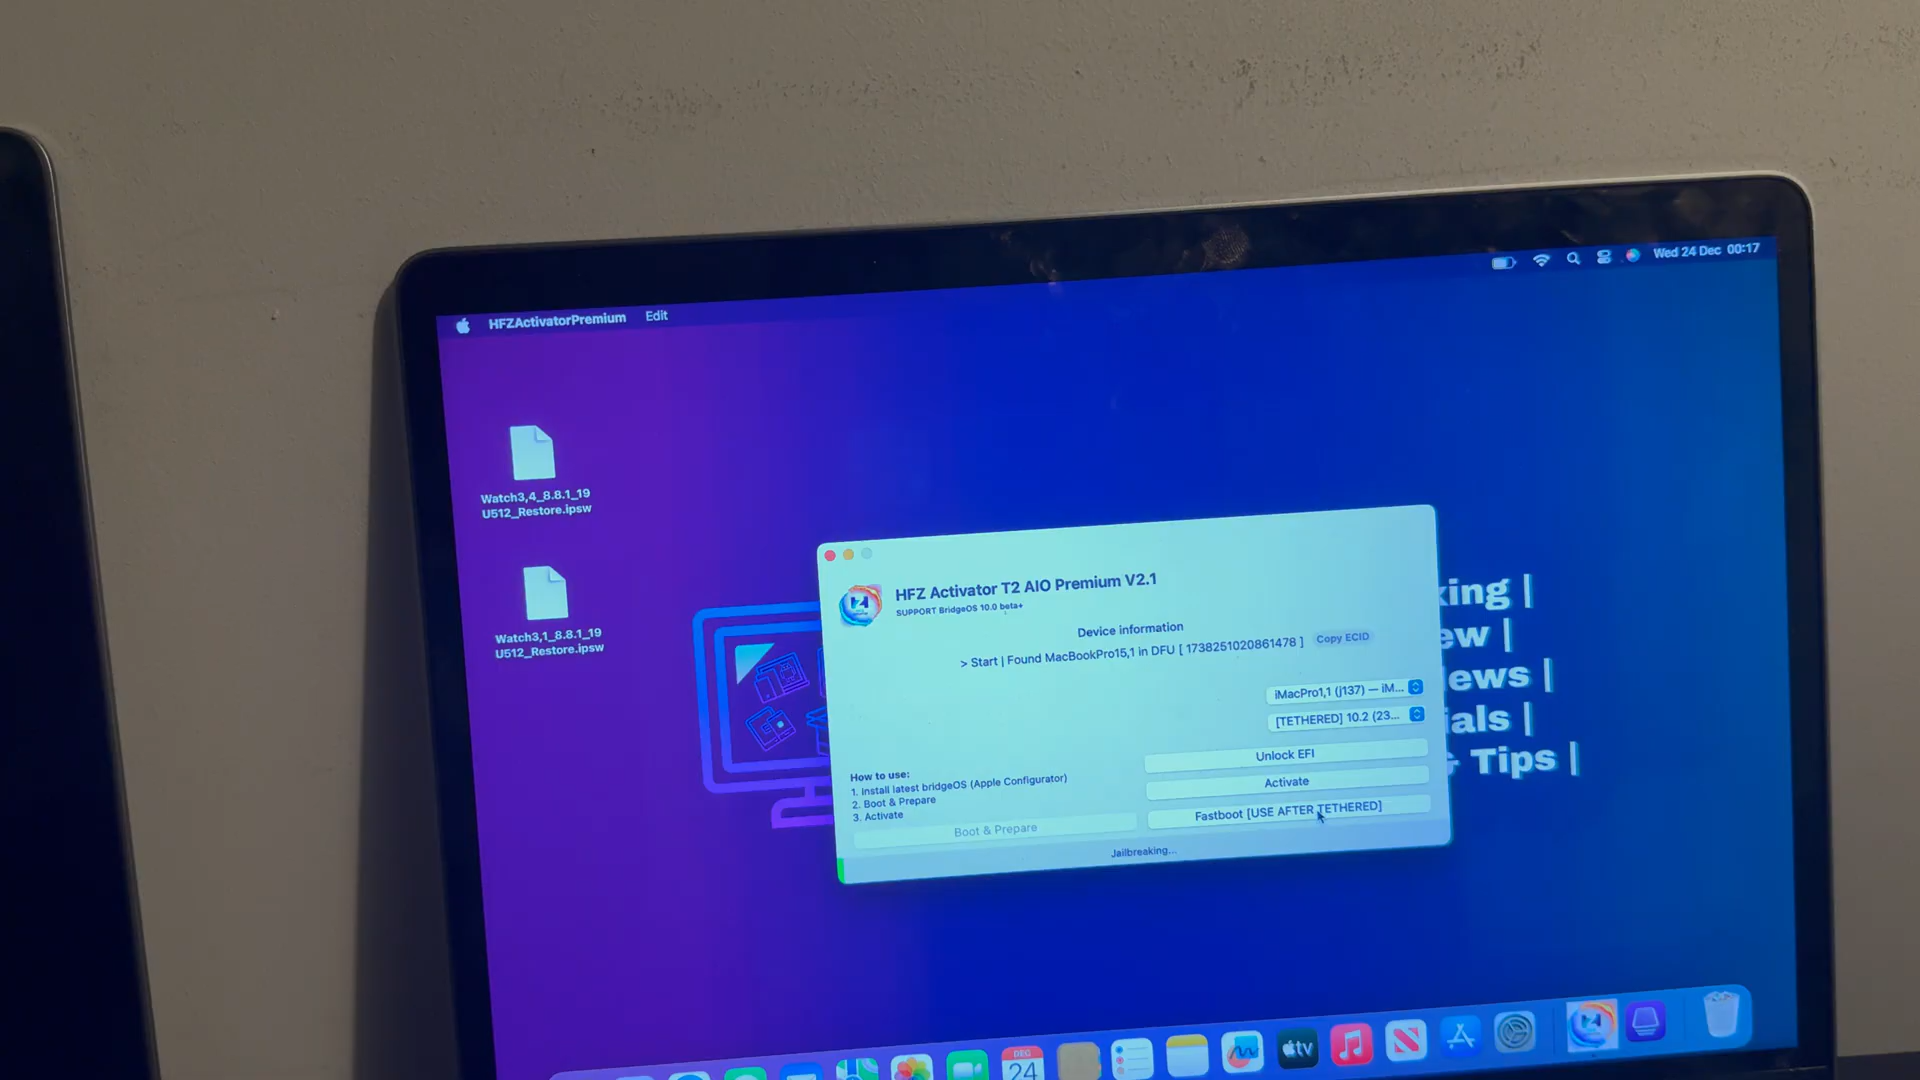 HFZActivatorPremium Edit
Wed 24 Dec 00:17
Watch3,4_8.8.1_19
U512_Restore.ipsw
Watch3,1_8.8.1_19
U512_Restore.ipsw
HFZ Activator T2 AIO Premium V2.1
SUPPORT BridgeOS 10.0 beta+
Device information
> Start | Found MacBookPro15,1 in DFU [ 1738251020861478 ] Copy ECID
iMacPro1,1 (j137) — iM...
[TETHERED] 10.2 (23...
Unlock EFI
Activate
Fastboot [USE AFTER TETHERED]
How to use:
1. Install latest bridgeOS (Apple Configurator)
2. Boot & Prepare
3. Activate
Boot & Prepare
Jailbreaking...
king |
ew |
ews |
ials |
Tips |
DEC
24
tv